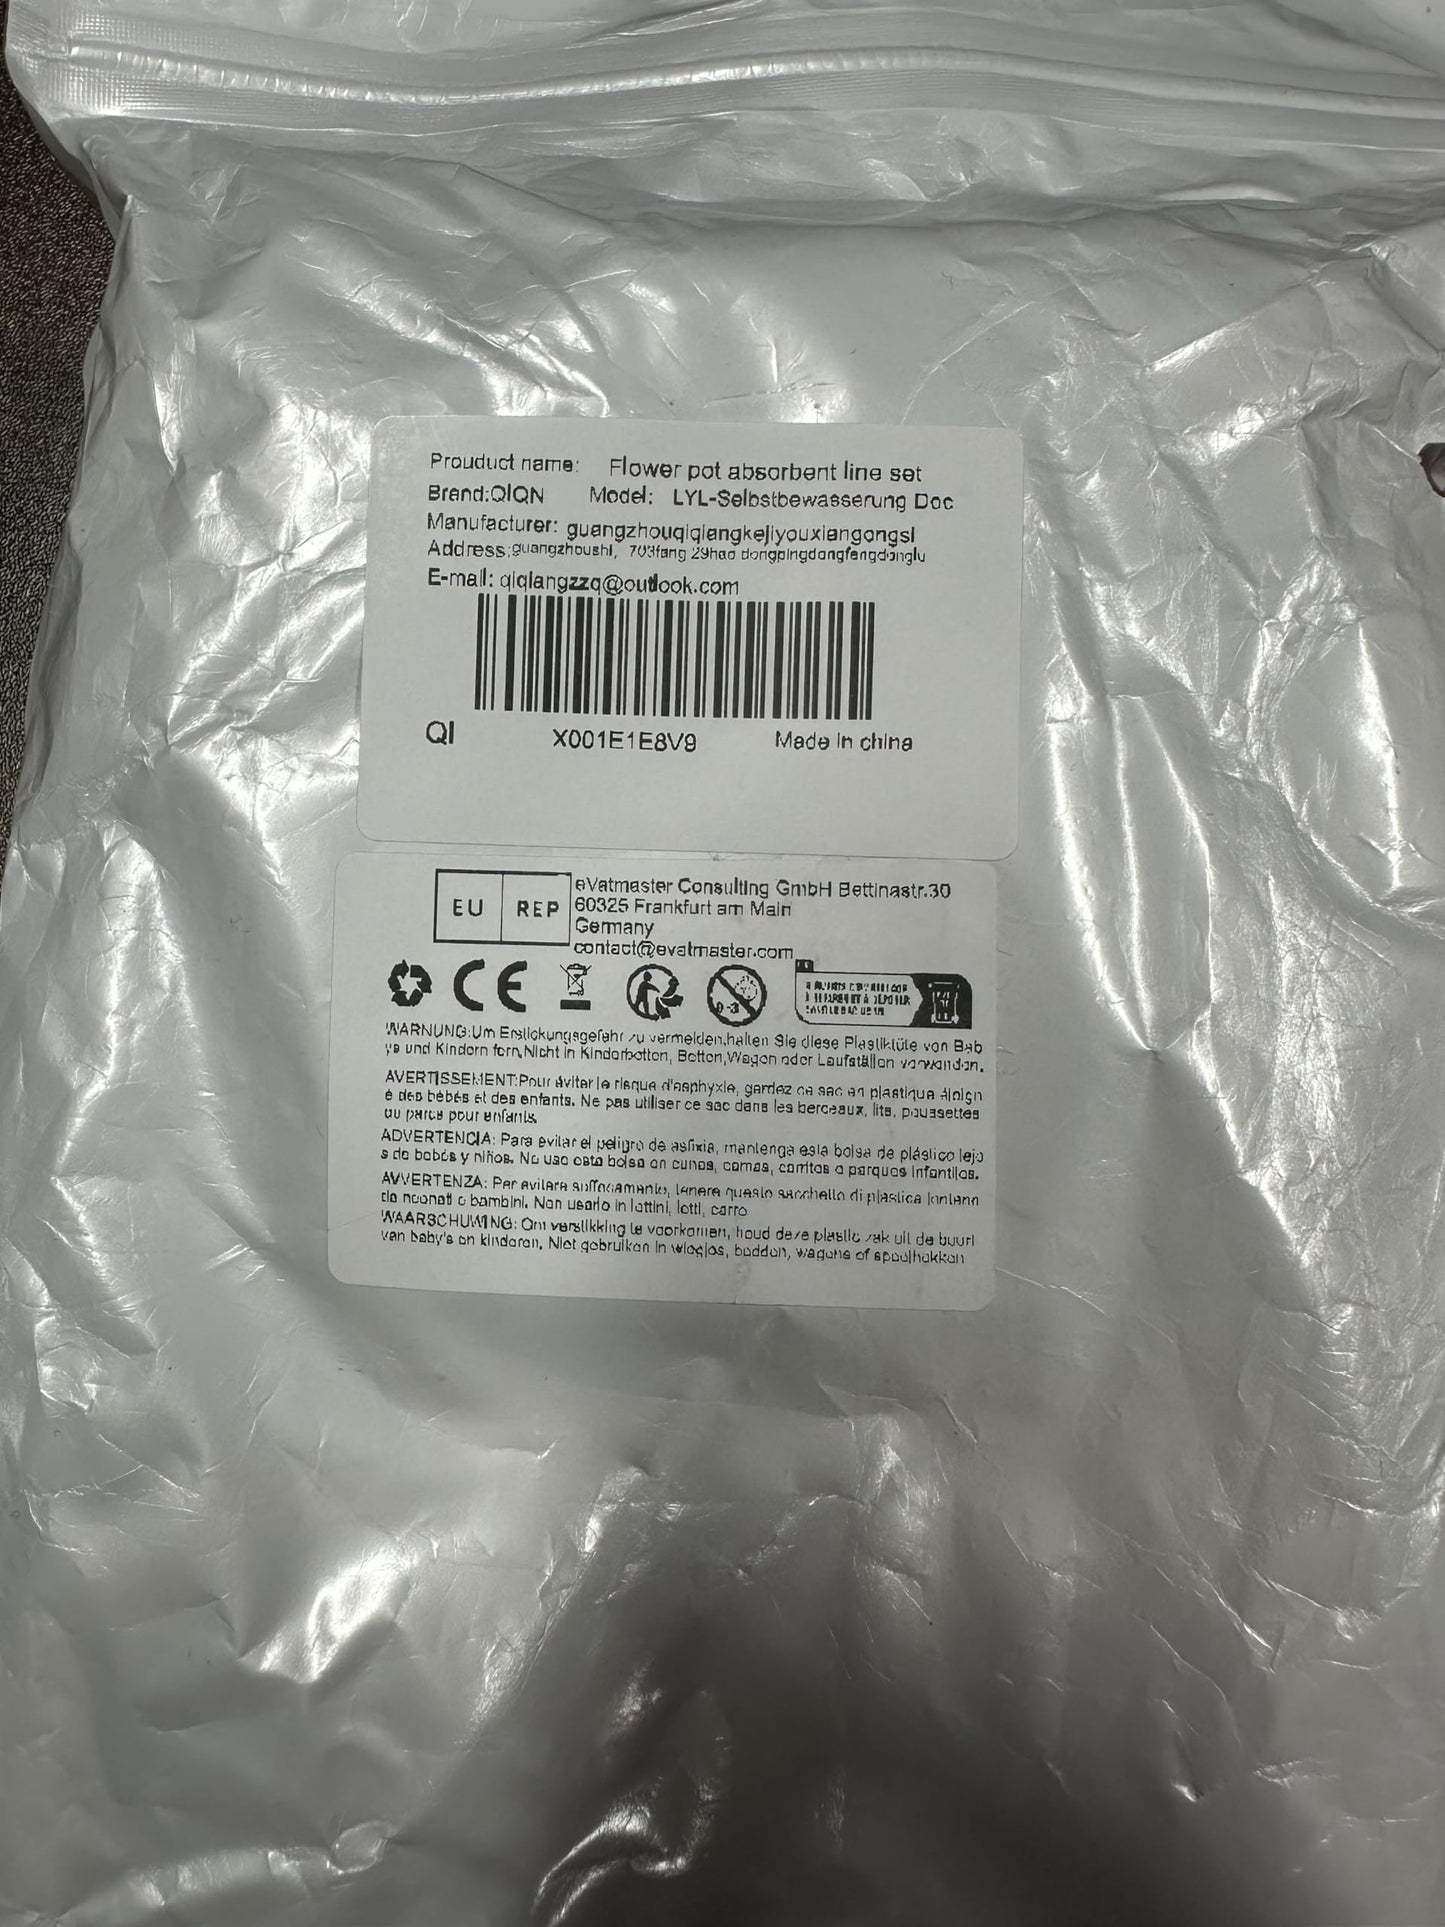 Prouduct name: Flower pot absorbent line set
Brand:QIQN Model: LYL-Selbstbewasserung Doc
Manufacturer: guangzhouqiqiangkejiyouxiangongsi
Address:guangzhoushi, 703fang 29hao dongpingdongfengdonglu
E-mail: qiqiangzzq@outlook.com
QI X001E1E8V9 Made in china
EU REP
eVatmaster Consulting GmbH Bettinastr.30
60325 Frankfurt am Main
Germany
contact@evatmaster.com
CE
0-3
WARNUNG:Um Erstickungsgefahr zu vermeiden,halten Sie diese Plastiktüte von Bab
ys und Kindern fern,Nicht in Kinderbetten, Betten,Wagen oder Laufställen verwenden.
AVERTISSEMENT:Pour éviter le risque d'asphyxie, gardez ce sac en plastique éloign
é des bébés et des enfants. Ne pas utiliser ce sac dans les berceaux, lits, poussettes
ou parcs pour enfants.
ADVERTENCIA: Para evitar el peligro de asfixia, mantenga esta bolsa de plástico lejo
s de bebés y niños. No use esta bolsa en cunas, camas, carritos o parques infantiles.
AVVERTENZA: Per evitare soffocamento, tenere questo sacchetto di plastica lontano
da neonati o bambini. Non usarlo in lettini, letti, carro
WAARSCHUWING: Om verstikking te voorkomen, houd deze plastic zak uit de buurt
van baby's en kinderen. Niet gebruiken in wiegjes, bedden, wagens of speelhekken